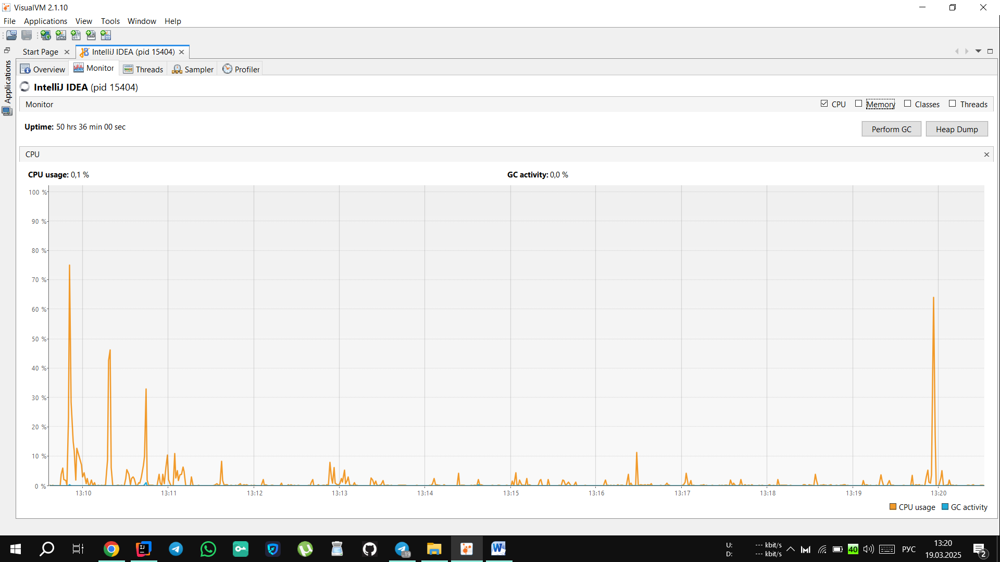 VisualVM 2.1.10
File Applications View Tools Window Help
Start Page IntelliJ IDEA (pid 15404)
Applications
Overview Monitor Threads Sampler Profiler
IntelliJ IDEA (pid 15404)
Monitor CPU Memory Classes Threads
Uptime: 50 hrs 36 min 00 sec
Perform GC Heap Dump
CPU
CPU usage: 0,1 % GC activity: 0,0 %
100 %
90 %
80 %
70 %
60 %
50 %
40 %
30 %
20 %
10 %
0 %
13:10 13:11 13:12 13:13 13:14 13:15 13:16 13:17 13:18 13:19 13:20
CPU usage GC activity
IJ
..19
W
U: --- kbit/s
D: --- kbit/s
40
РУС
13:20
19.03.2025
2